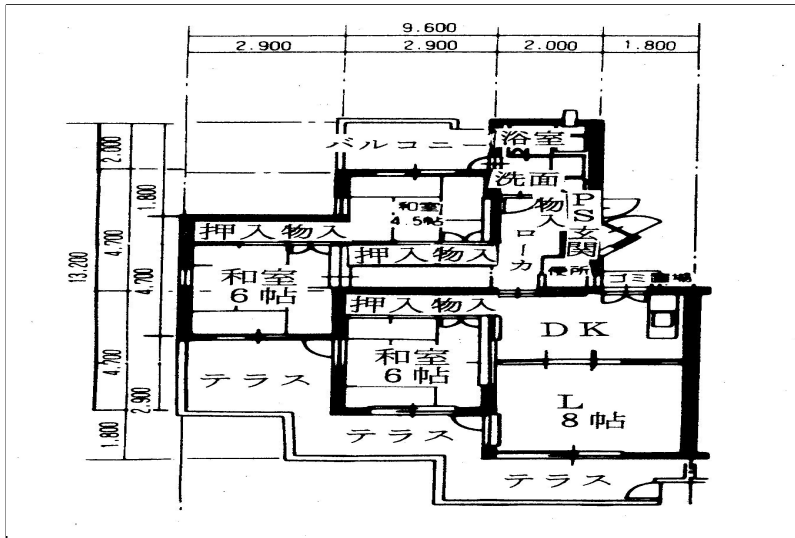 9.600
2.900 2.900 2.000 1.800
バルコニー
浴室
洗面
和室
4.5帖
物入
PS
玄関
ローカ
便所
ゴミ置場
押入物入
押入物入
和室
6帖
押入物入
DK
和室
6帖
L
8帖
テラス
テラス
テラス
13.200
2.000
4.700
4.700
1.800
1.800
4.700
2.900